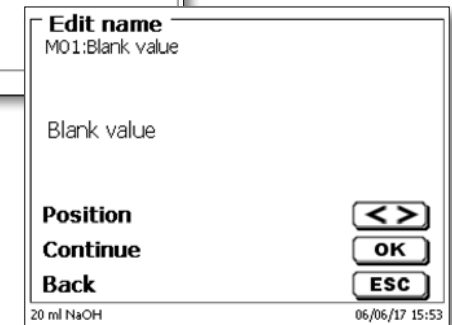 Edit name
M01:Blank value
Blank value
Position < >
Continue OK
Back ESC
20 ml NaOH 06/06/17 15:53